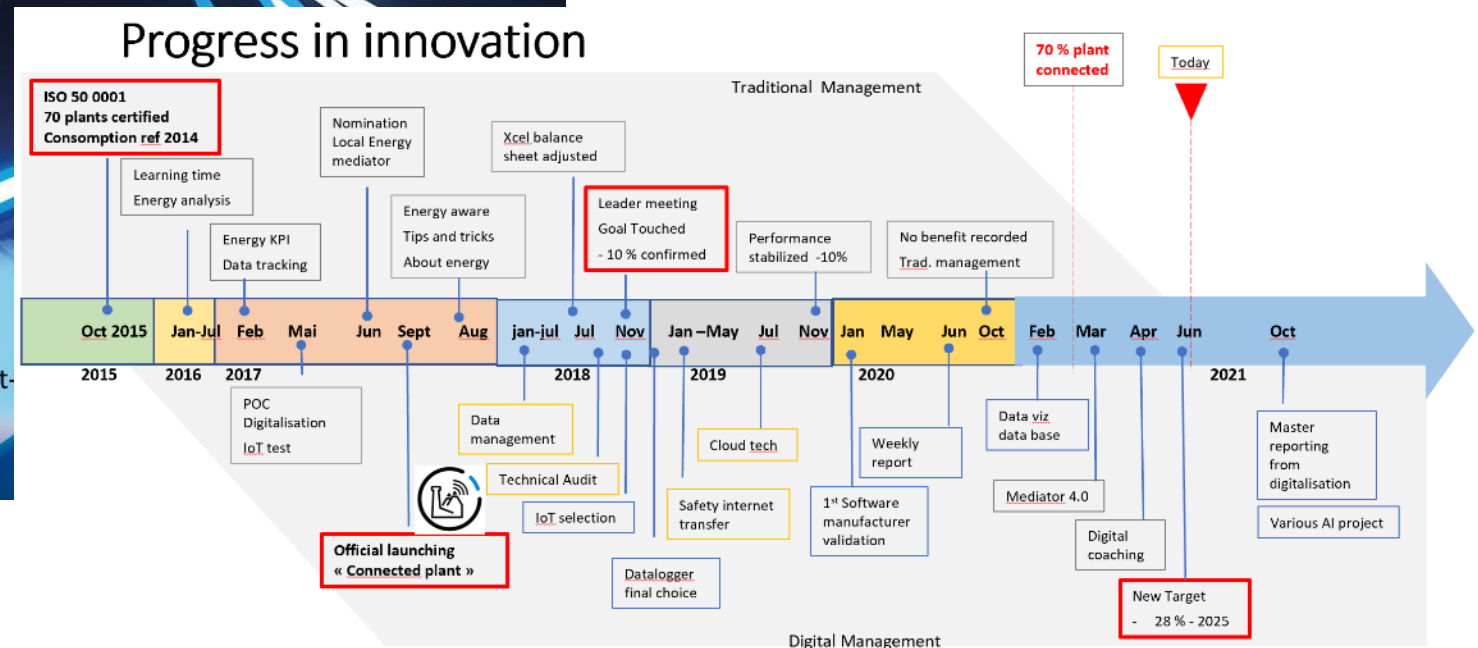 Progress in innovation
70 % plant
connected
Today
Traditional Management
ISO 50 0001
70 plants certified
Consomption ref 2014
Learning time
Energy analysis
Energy KPI
Data tracking
Nomination
Local Energy
mediator
Energy aware
Tips and tricks
About energy
Xcel balance
sheet adjusted
Leader meeting
Goal Touched
- 10 % confirmed
Performance
stabilized -10%
No benefit recorded
Trad. management
Oct 2015 Jan-Jul Feb Mai Jun Sept Aug jan-jul Jul Nov Jan –May Jul Nov Jan May Jun Oct Feb Mar Apr Jun Oct
t-
2015 2016 2017 2018 2019 2020 2021
POC
Digitalisation
IoT test
Official launching
« Connected plant »
Data
management
Technical Audit
IoT selection
Datalogger
final choice
Safety internet
transfer
Cloud tech
1st Software
manufacturer
validation
Weekly
report
Data viz
data base
Mediator 4.0
Digital
coaching
New Target
- 28 % - 2025
Master
reporting
from
digitalisation
Various AI project
Digital Management